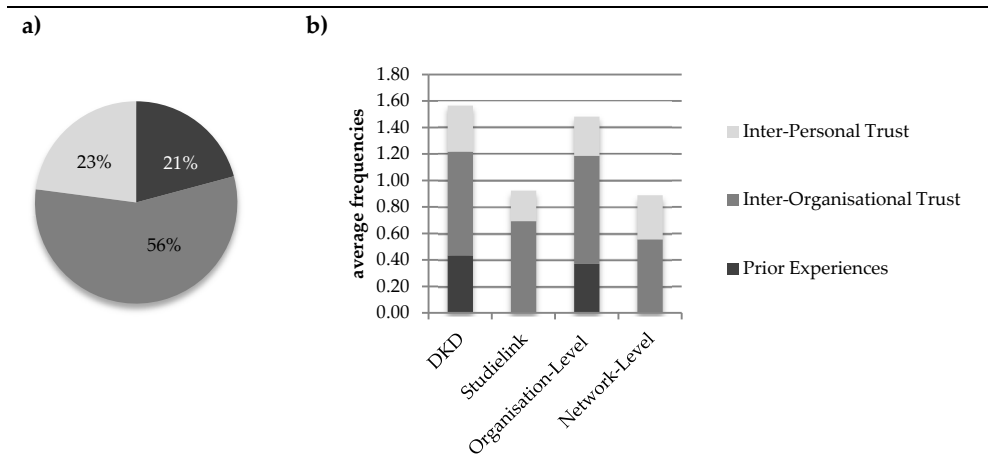 a)
23%
21%
56%
b)
average frequencies
1.80
1.60
1.40
1.20
1.00
0.80
0.60
0.40
0.20
0.00
DKD
Studielink
Organisation-Level
Network-Level
Inter-Personal Trust
Inter-Organisational Trust
Prior Experiences